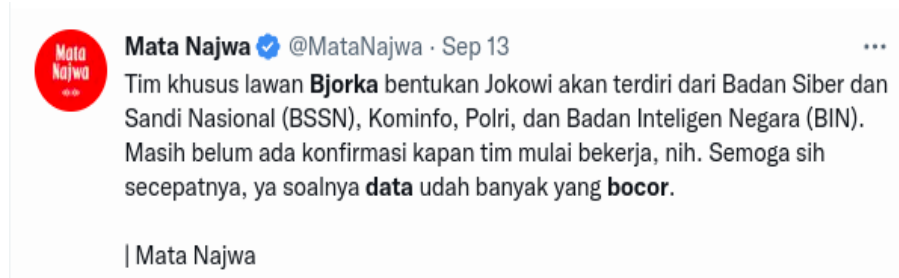 Mata Najwa
Mata Najwa @MataNajwa · Sep 13
Tim khusus lawan Bjorka bentukan Jokowi akan terdiri dari Badan Siber dan
Sandi Nasional (BSSN), Kominfo, Polri, dan Badan Inteligen Negara (BIN).
Masih belum ada konfirmasi kapan tim mulai bekerja, nih. Semoga sih
secepatnya, ya soalnya data udah banyak yang bocor.
| Mata Najwa